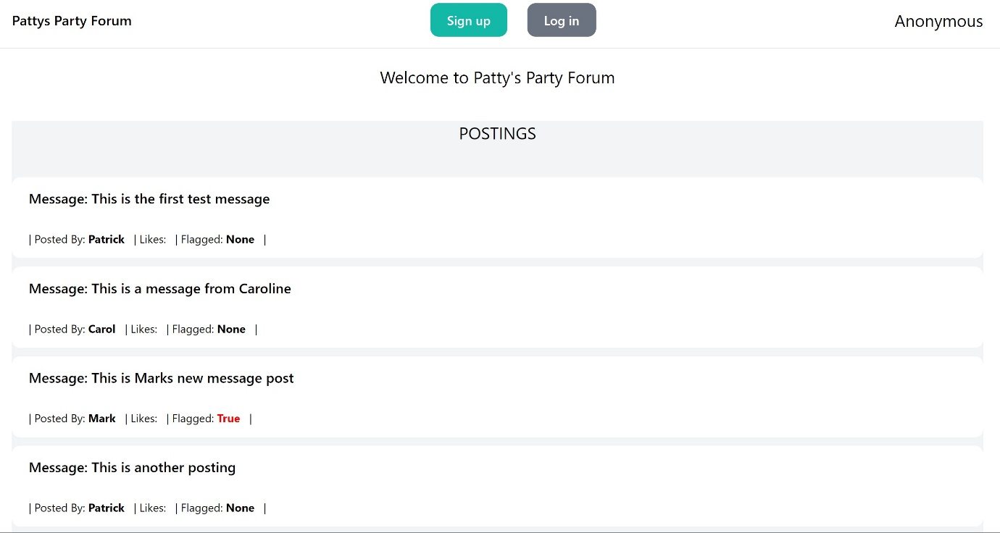 Pattys Party Forum
Sign up
Log in
Anonymous
Welcome to Patty's Party Forum
POSTINGS
Message: This is the first test message
| Posted By: Patrick | Likes: | Flagged: None |
Message: This is a message from Caroline
| Posted By: Carol | Likes: | Flagged: None |
Message: This is Marks new message post
| Posted By: Mark | Likes: | Flagged: True |
Message: This is another posting
| Posted By: Patrick | Likes: | Flagged: None |